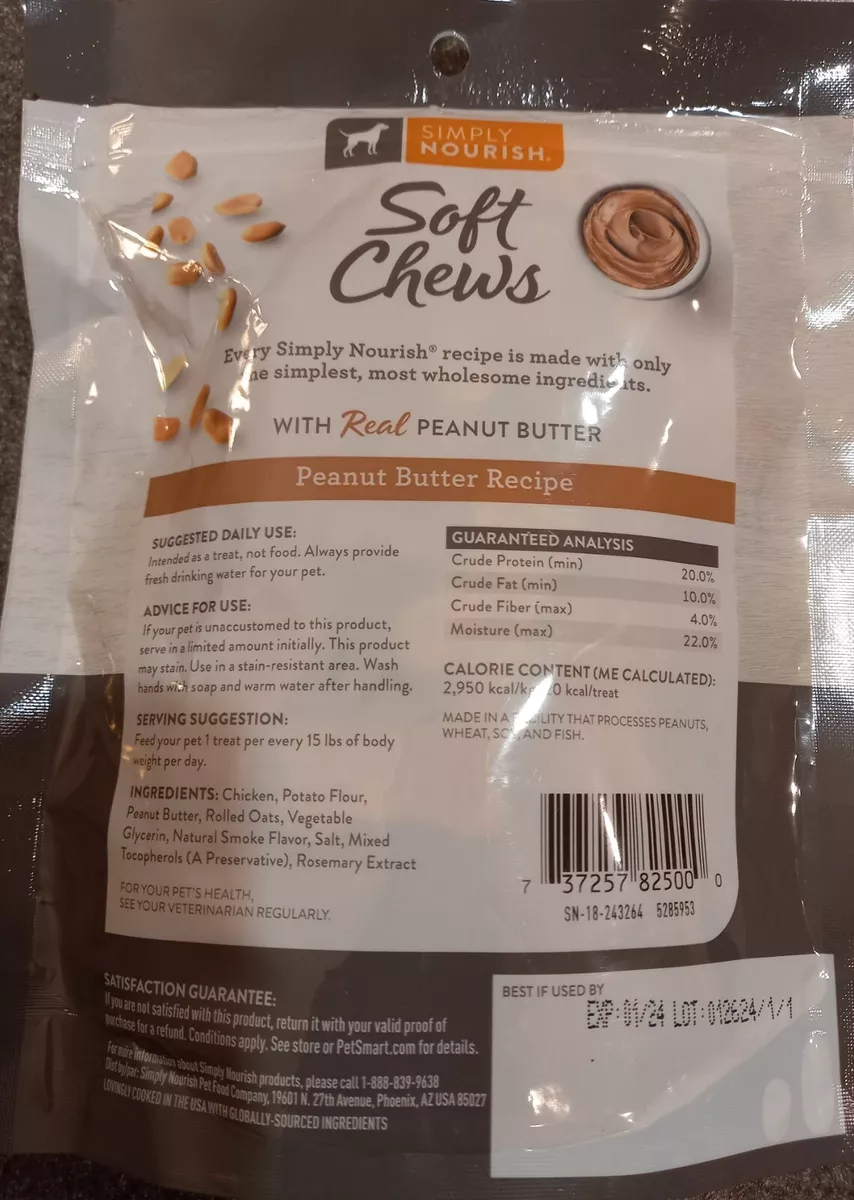 SIMPLY
NOURISH®
Soft
Chews
Every Simply Nourish® recipe is made with only
simplest, most wholesome ingredients.
WITH Real PEANUT BUTTER
Peanut Butter Recipe
SUGGESTED DAILY USE:
Intended as a treat, not food. Always provide
fresh drinking water for your pet.
ADVICE FOR USE:
If your pet is unaccustomed to this product,
serve in a limited amount initially. This product
may stain. Use in a stain-resistant area. Wash
hands with soap and warm water after handling.
SERVING SUGGESTION:
Feed your pet 1 treat per every 15 lbs of body
weight per day.
INGREDIENTS: Chicken, Potato Flour,
Peanut Butter, Rolled Oats, Vegetable
Glycerin, Natural Smoke Flavor, Salt, Mixed
Tocopherols (A Preservative), Rosemary Extract
FOR YOUR PET'S HEALTH,
SEE YOUR VETERINARIAN REGULARLY.
GUARANTEED ANALYSIS
Crude Protein (min) 20.0%
Crude Fat (min) 10.0%
Crude Fiber (max) 4.0%
Moisture (max) 22.0%
CALORIE CONTENT (ME CALCULATED):
2,950 kcal/treat
MADE IN A FACILITY THAT PROCESSES PEANUTS,
WHEAT, SOY, AND FISH.
7 37257 82500 0
SN-18-243264 5285953
SATISFACTION GUARANTEE:
If you are not satisfied with this product, return it with your valid proof of
purchase for a refund. Conditions apply. See store or PetSmart.com for details.
For more information about Simply Nourish products, please call 1-888-839-9638
Dist by/par: Simply Nourish Pet Food Company, 19601 N. 27th Avenue, Phoenix, AZ USA 85027
LOVINGLY COOKED IN THE USA WITH GLOBALLY-SOURCED INGREDIENTS
BEST IF USED BY
EXP: 01/24 LOT: 012624/1/1